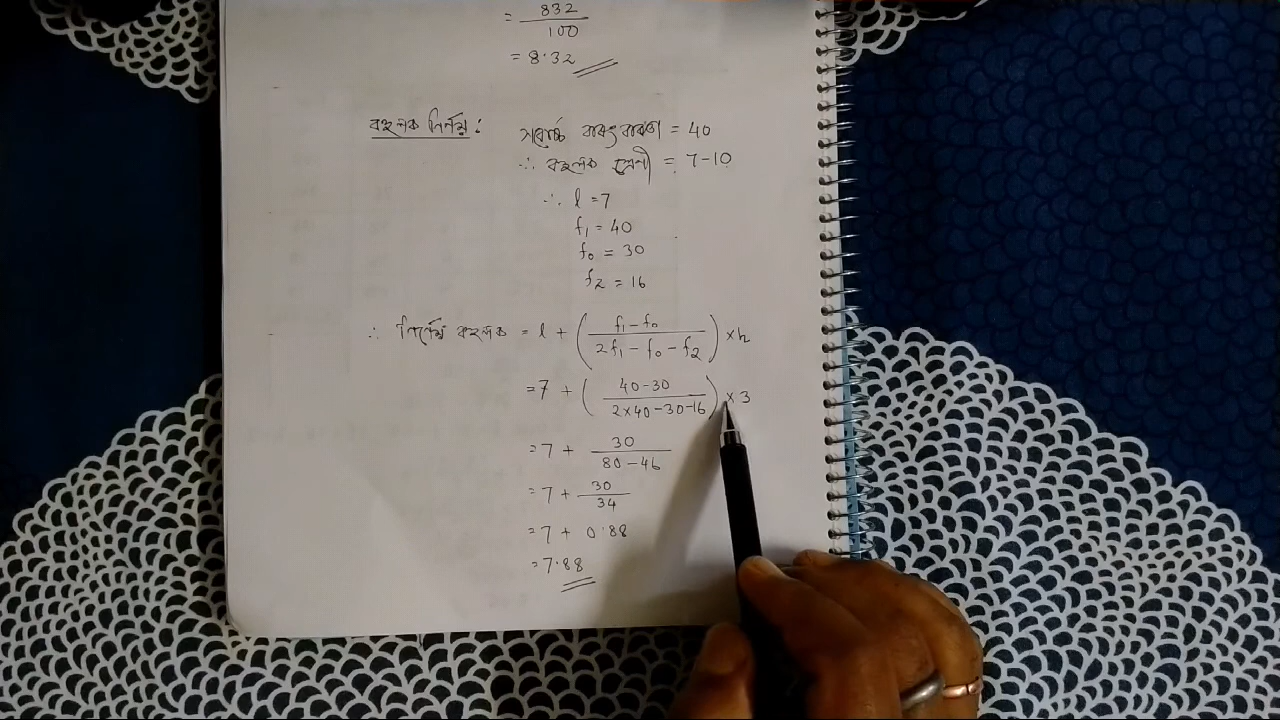 = 832/100
= 8.32
বহুলক নির্ণয় :
সৰ্বোচ্চ বাৰংবাৰতা = 40
∴ বহুলক শ্ৰেণী = 7-10
∴ l = 7
f₁ = 40
f₀ = 30
f₂ = 16
∴ নির্ণেয় বহুলক = l + ( (f₁-f₀)/(2f₁-f₀-f₂) ) × h
= 7 + ( (40-30)/(2×40-30-16) ) × 3
= 7 + 30/(80-46)
= 7 + 30/34
= 7 + 0.88
= 7.88